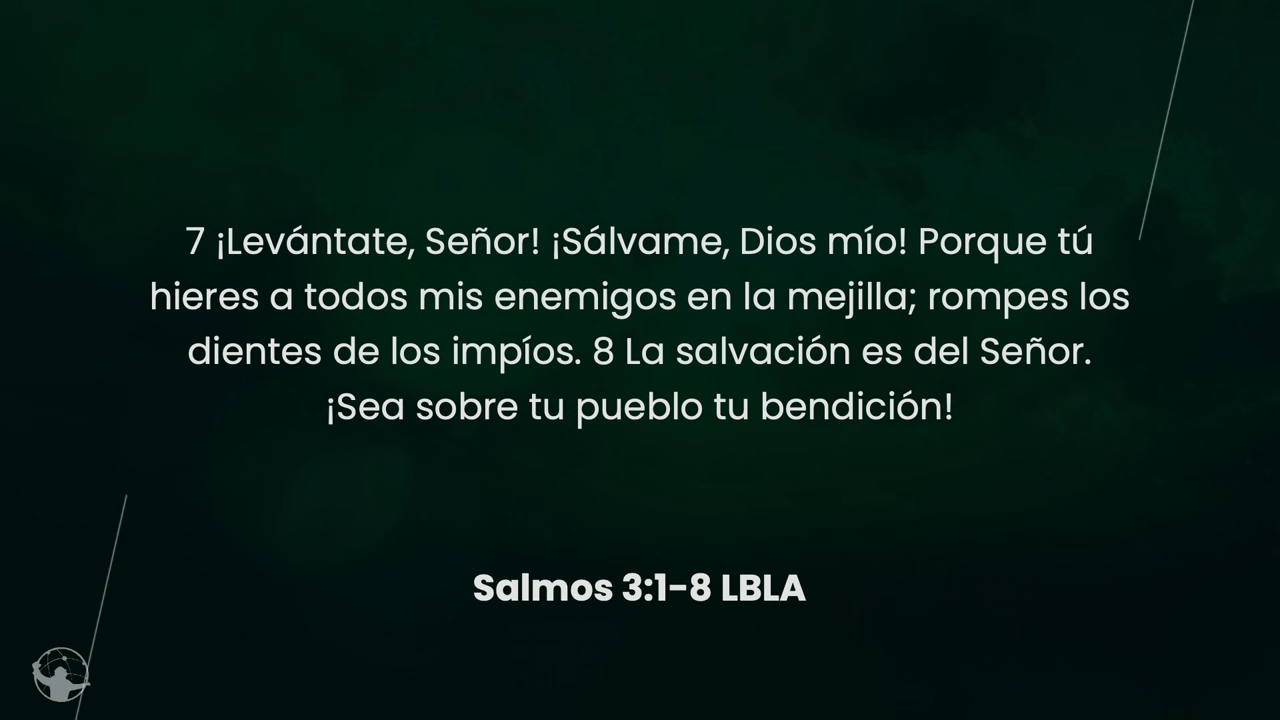 7 ¡Levántate, Señor! ¡Sálvame, Dios mío! Porque tú
hieres a todos mis enemigos en la mejilla; rompes los
dientes de los impíos. 8 La salvación es del Señor.
¡Sea sobre tu pueblo tu bendición!
Salmos 3:1-8 LBLA